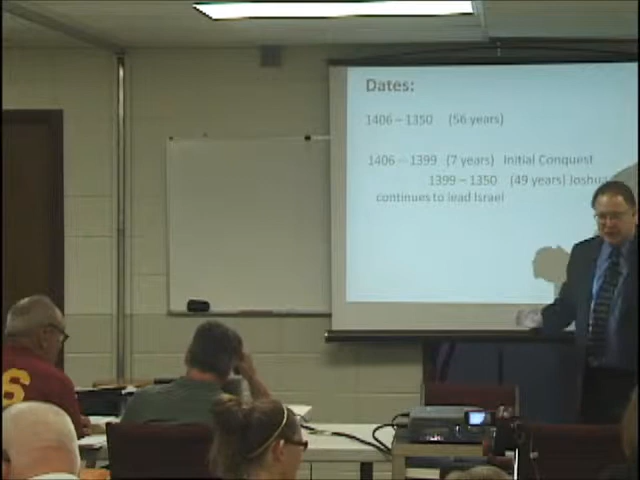 Dates:
1406 – 1350 (56 years)
1406 – 1399 (7 years) Initial Conquest
1399 – 1350 (49 years) Joshua
continues to lead Israel
S